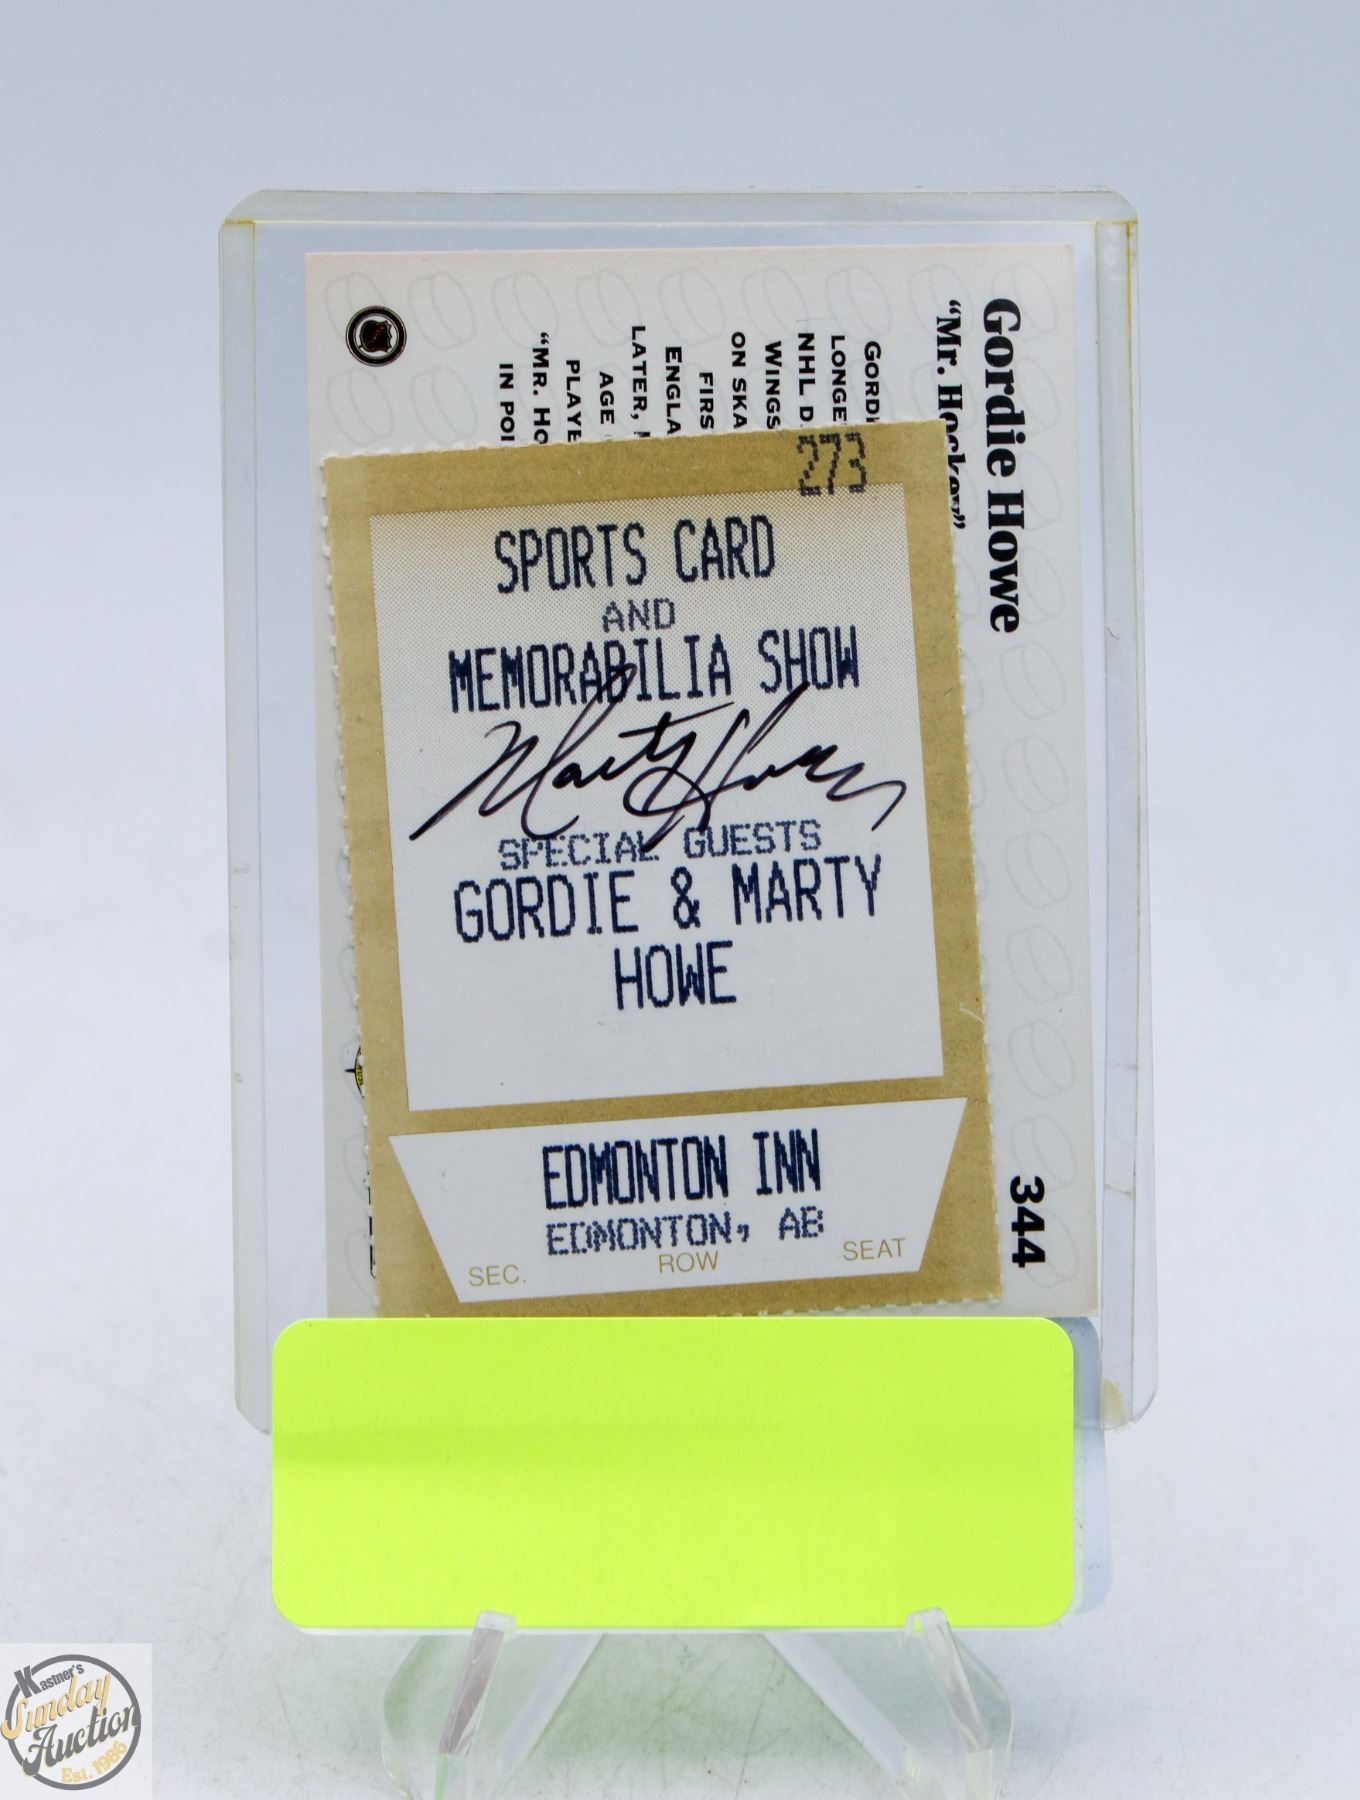 Gordie Howe
"Mr. Hockey"
344
GORDI
LONGE
NHL D
WINGS
ON SKA
FIRS
ENGLA
LATER,
AGE
PLAYE
"MR. HO
IN POI
273
SPORTS CARD
AND
MEMORABILIA SHOW
Marty Howe
SPECIAL GUESTS
GORDIE & MARTY
HOWE
EDMONTON INN
EDMONTON, AB
SEC. ROW SEAT
Kastner's
Sunday
Auction
Est. 1986